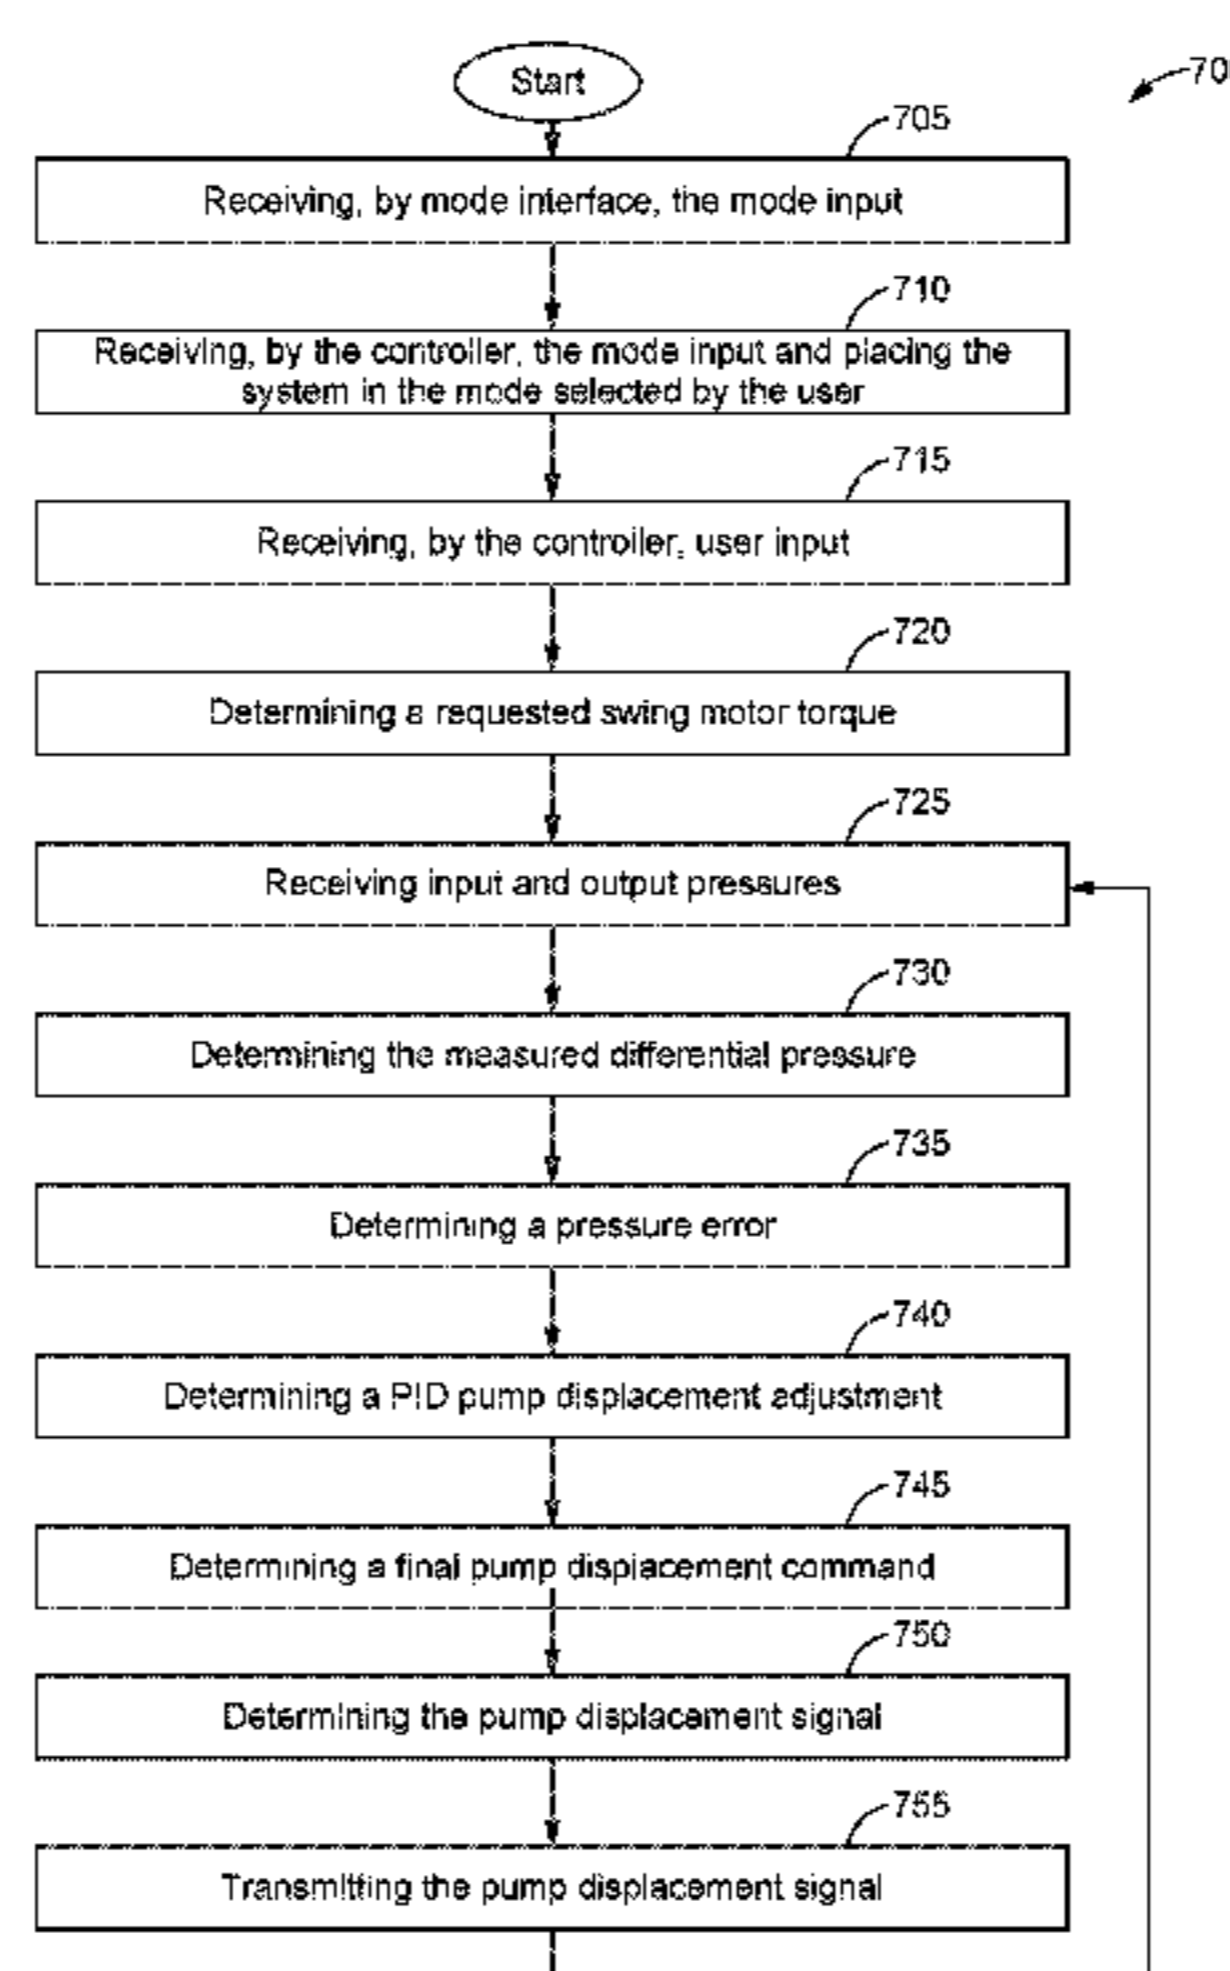 Start
70
705
Receiving, by mode interface, the mode input
710
Receiving, by the controller, the mode input and placing the
system in the mode selected by the user
715
Receiving, by the controller, user input
720
Determining a requested swing motor torque
725
Receiving input and output pressures
730
Determining the measured differential pressure
735
Determining a pressure error
740
Determining a PID pump displacement adjustment
745
Determining a final pump displacement command
750
Determining the pump displacement signal
755
Transmitting the pump displacement signal